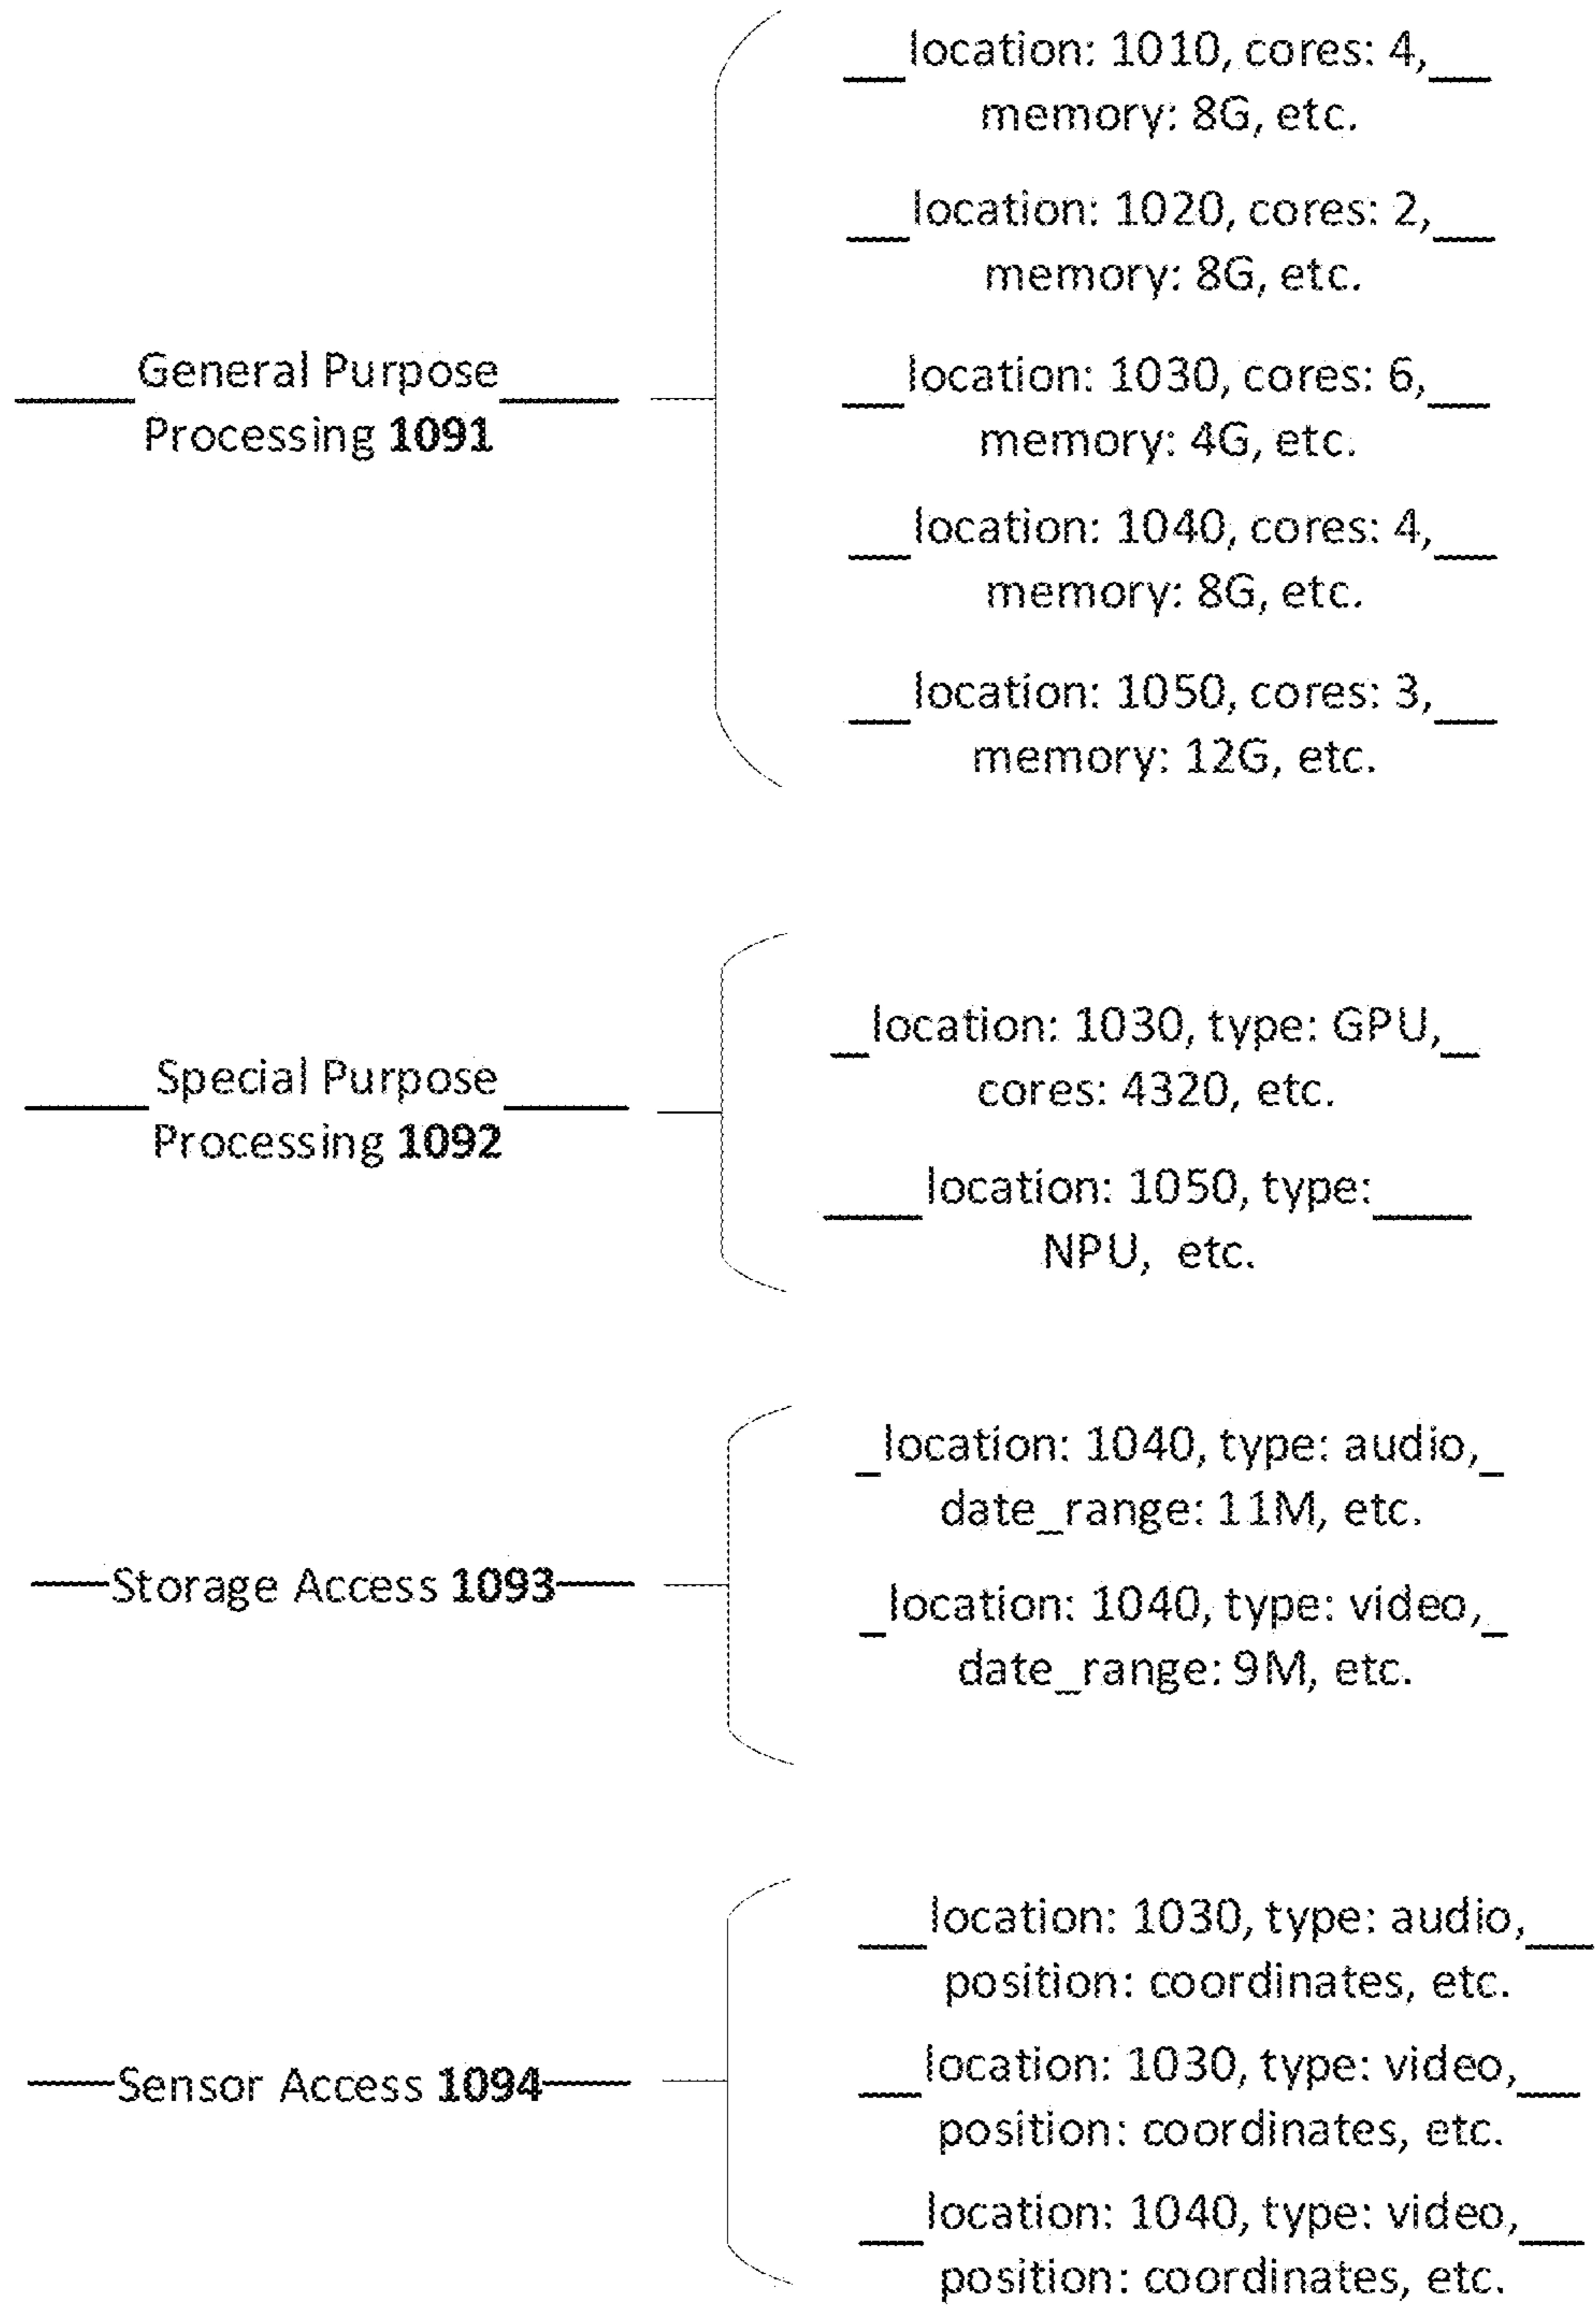 location: 1010, cores: 4,
memory: 8G, etc.
location: 1020, cores: 2,
memory: 8G, etc.
General Purpose
Processing 1091
location: 1030, cores: 6,
memory: 4G, etc.
location: 1040, cores: 4,
memory: 8G, etc.
location: 1050, cores: 3,
memory: 12G, etc.
Special Purpose
Processing 1092
location: 1030, type: GPU,
cores: 4320, etc.
location: 1050, type:
NPU, etc.
Storage Access 1093
location: 1040, type: audio,
date_range: 11M, etc.
location: 1040, type: video,
date_range: 9M, etc.
Sensor Access 1094
location: 1030, type: audio,
position: coordinates, etc.
location: 1030, type: video,
position: coordinates, etc.
location: 1040, type: video,
position: coordinates, etc.